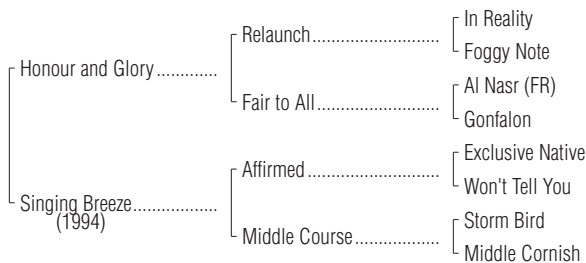 In Reality
Relaunch
Foggy Note
Honour and Glory
Al Nasr (FR)
Fair to All
Gonfalon
Exclusive Native
Affirmed
Won't Tell You
Singing Breeze
(1994)
Storm Bird
Middle Course
Middle Cornish